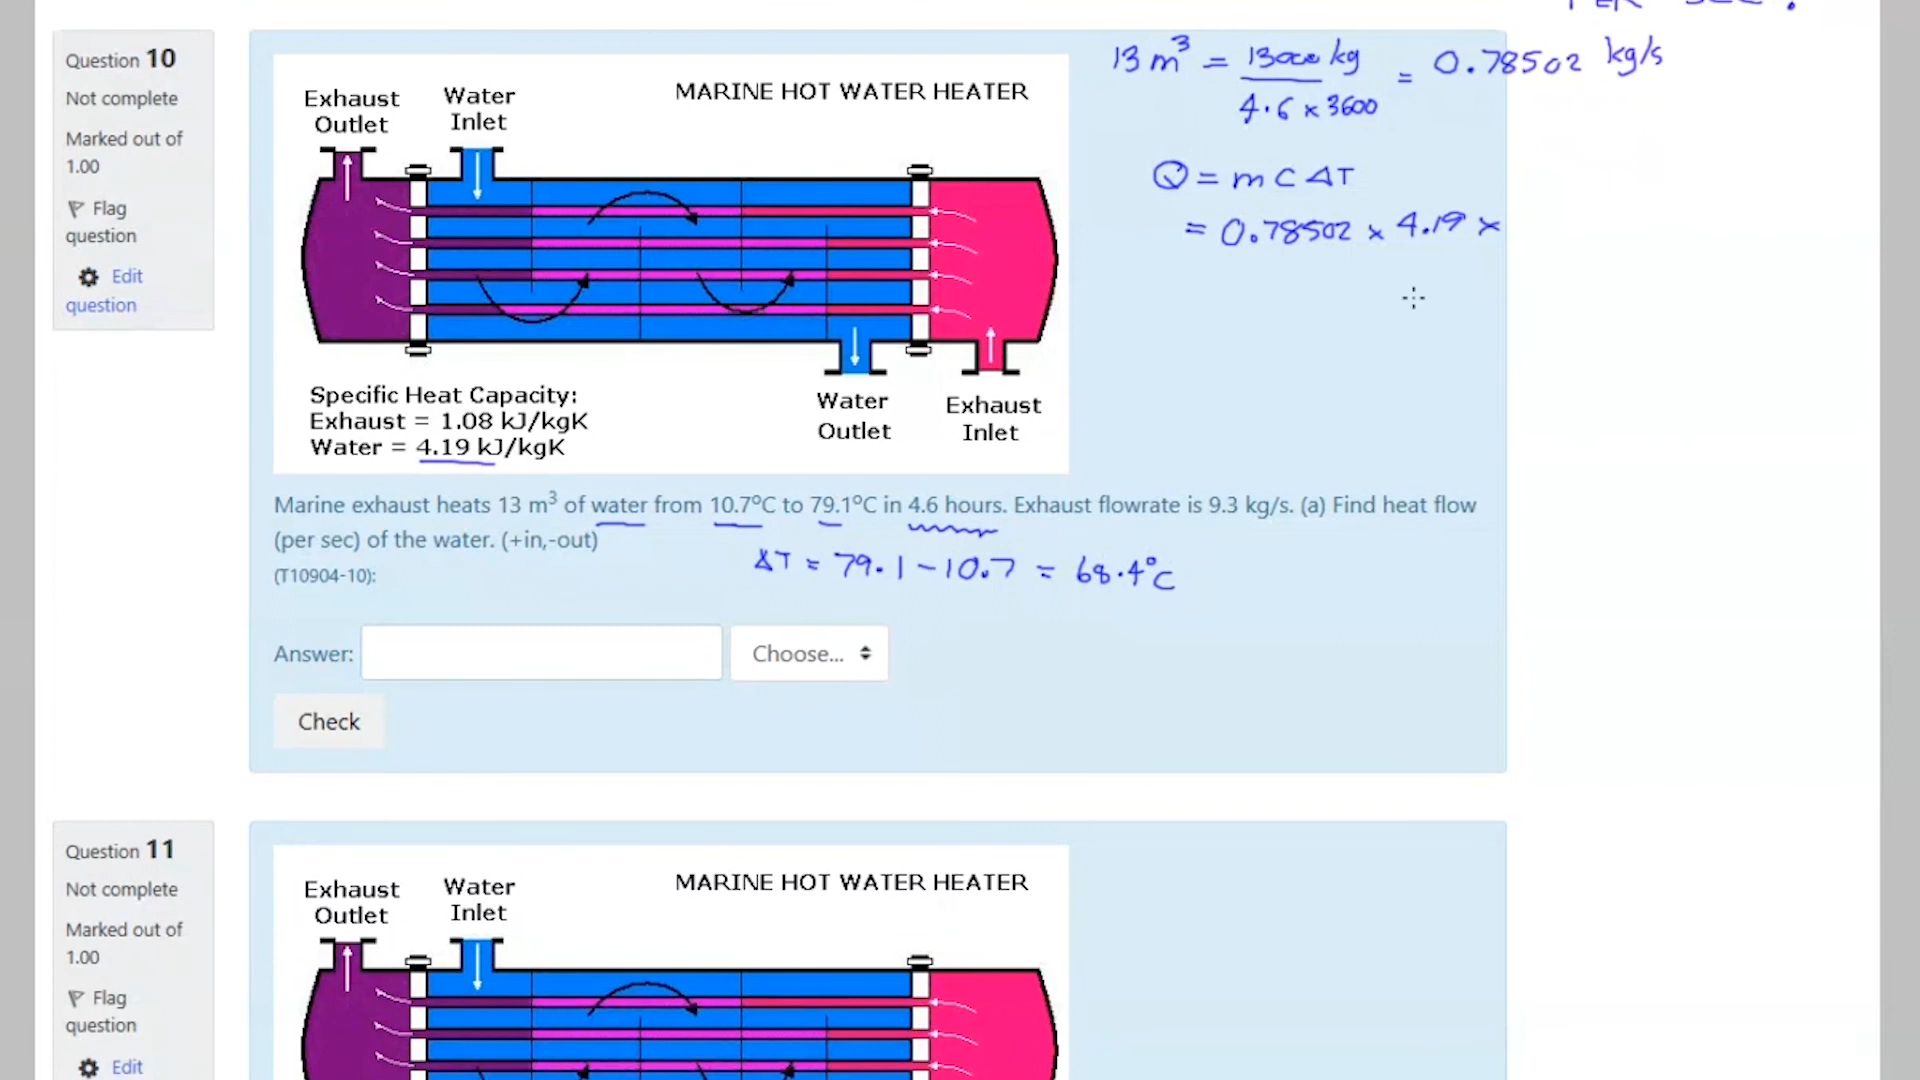 PER SEC.
Question 10
Not complete
Marked out of
1.00
Flag
question
Edit
question
Exhaust
Outlet
Water
Inlet
MARINE HOT WATER HEATER
Specific Heat Capacity:
Exhaust = 1.08 kJ/kgK
Water = 4.19 kJ/kgK
Water
Outlet
Exhaust
Inlet
13 m³ = 13000 kg / 4.6 × 3600 = 0.78502 kg/s
Q = m C ΔT
= 0.78502 × 4.19 ×
Marine exhaust heats 13 m³ of water from 10.7°C to 79.1°C in 4.6 hours. Exhaust flowrate is 9.3 kg/s. (a) Find heat flow
(per sec) of the water. (+in,-out)
(T10904-10):
ΔT = 79.1 - 10.7 = 68.4°C
Answer:
Choose...
Check
Question 11
Not complete
Marked out of
1.00
Flag
question
Edit
Exhaust
Outlet
Water
Inlet
MARINE HOT WATER HEATER